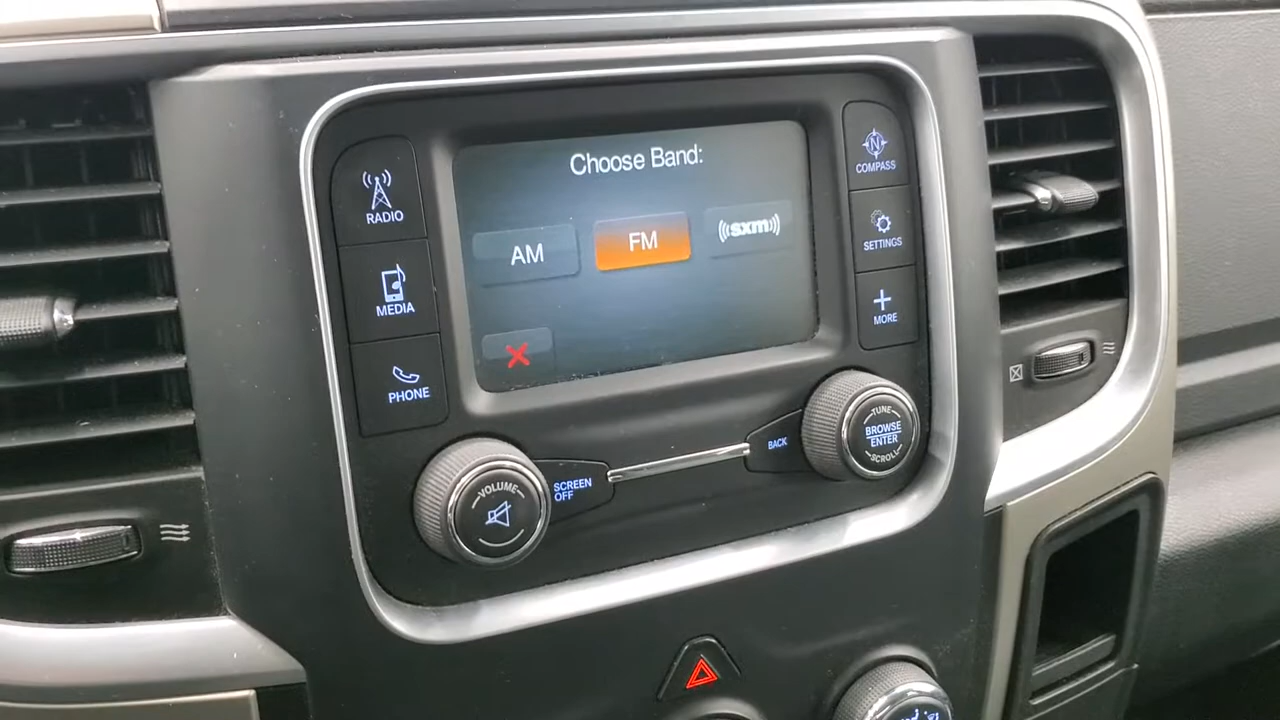 Choose Band:
AM
FM
((sxm))
RADIO
MEDIA
PHONE
N
COMPASS
SETTINGS
MORE
VOLUME
SCREEN
OFF
BACK
TUNE
BROWSE
ENTER
SCROLL